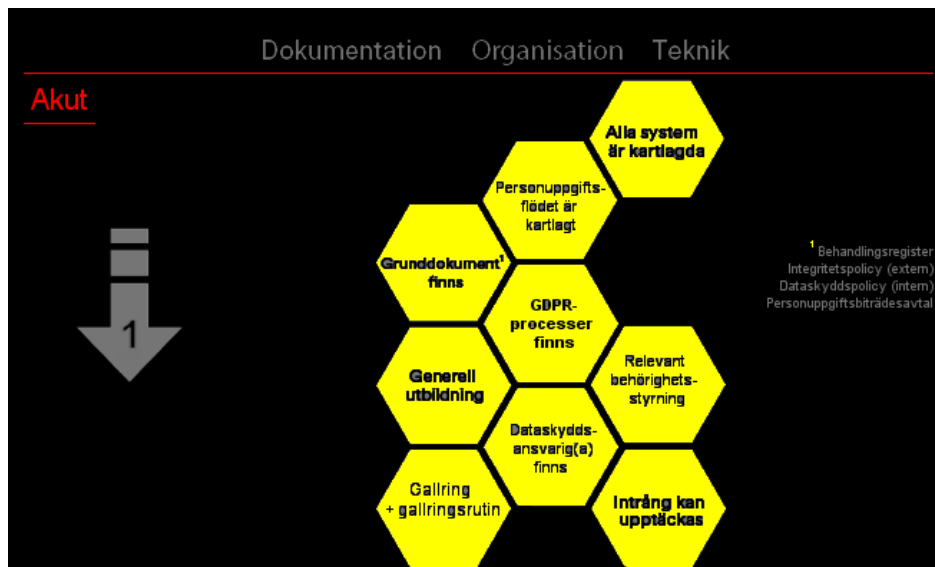 Dokumentation Organisation Teknik
Akut
Alla system
är kartlagda
Personuppgifts-
flödet är
kartlagt
Grunddokument¹
finns
¹ Behandlingsregister
Integritetspolicy (extern)
Dataskyddspolicy (intern)
Personuppgiftsbiträdesavtal
GDPR-
processer
finns
1
Generell
utbildning
Relevant
behörighets-
styrning
Dataskydds-
ansvarig(a)
finns
Gallring
+ gallringsrutin
Intrång kan
upptäckas